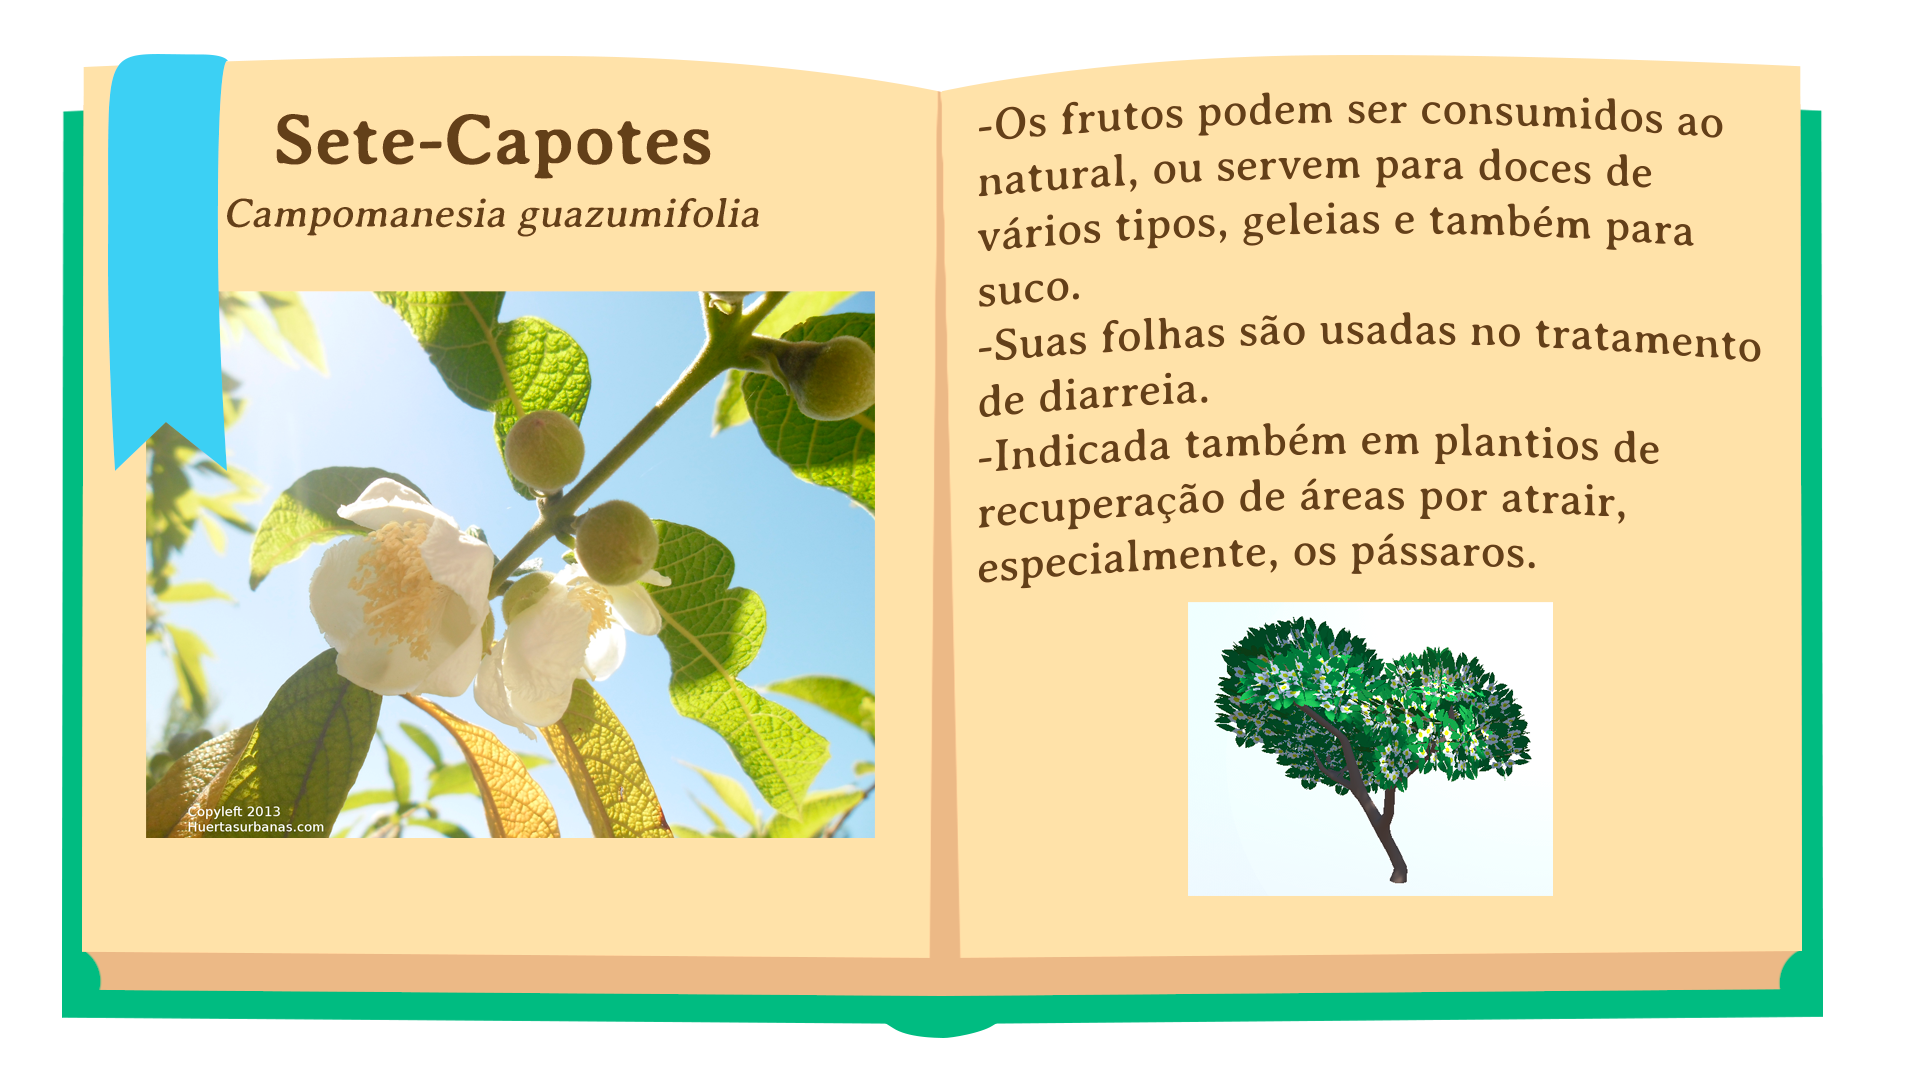 Sete-Capotes
Campomanesia guazumifolia
Copyleft 2013
Huertasurbanas.com
-Os frutos podem ser consumidos ao
natural, ou servem para doces de
vários tipos, geleias e também para
suco.
-Suas folhas são usadas no tratamento
de diarreia.
-Indicada também em plantios de
recuperação de áreas por atrair,
especialmente, os pássaros.